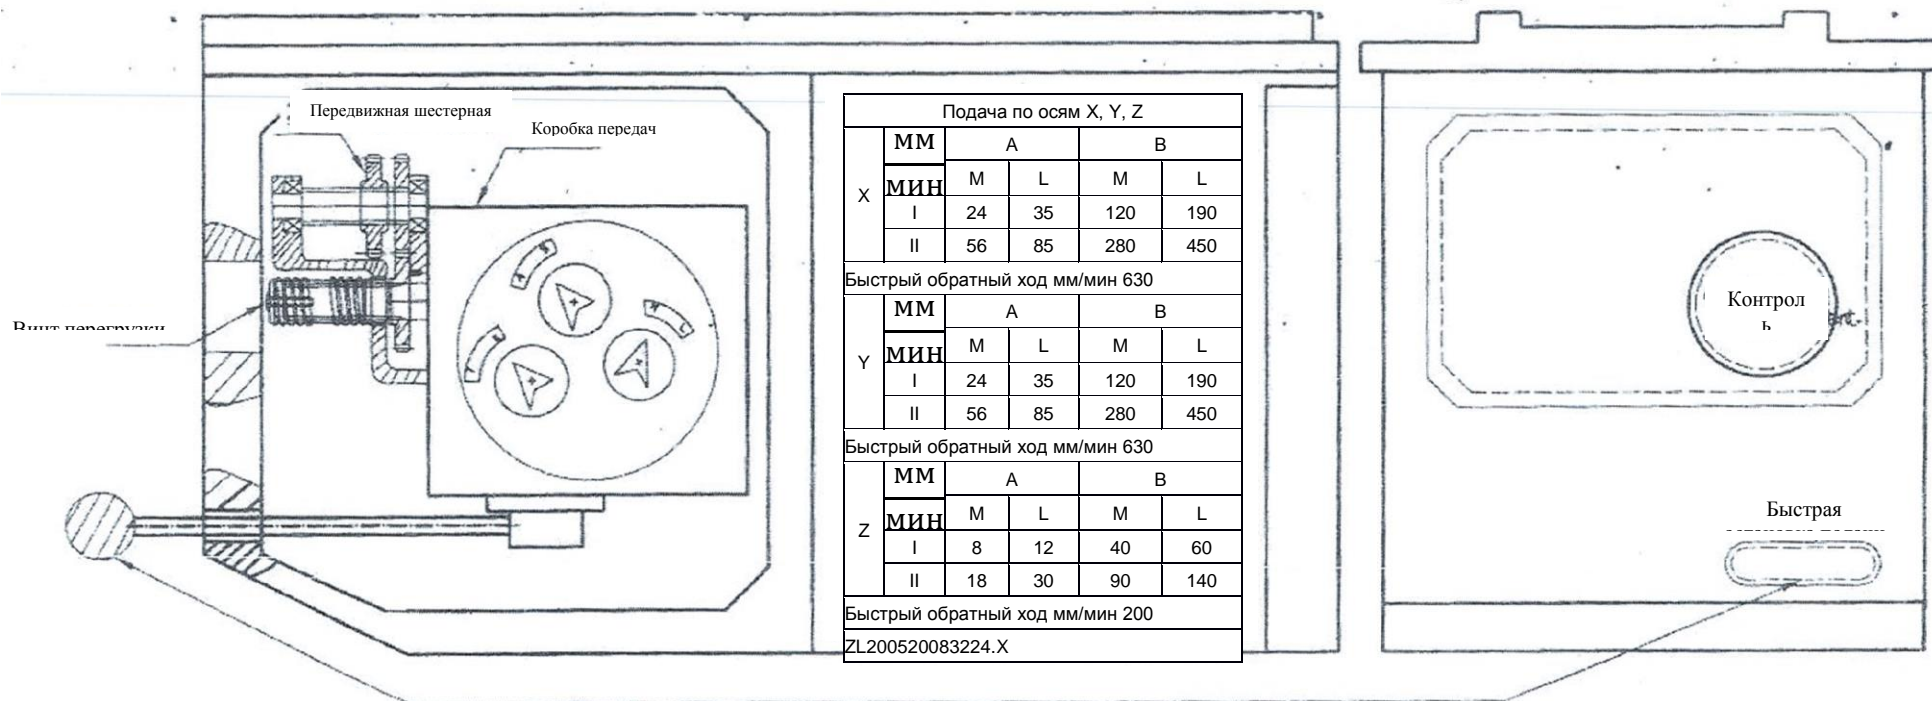 Передвижная шестерная
Коробка передач
Винт перегрузки
Подача по осям X, Y, Z
X мм A B
мин M L M L
I 24 35 120 190
II 56 85 280 450
Быстрый обратный ход мм/мин 630
Y мм A B
мин M L M L
I 24 35 120 190
II 56 85 280 450
Быстрый обратный ход мм/мин 630
Z мм A B
мин M L M L
I 8 12 40 60
II 18 30 90 140
Быстрый обратный ход мм/мин 200
ZL200520083224.X
Контрол
ь
Быстрая